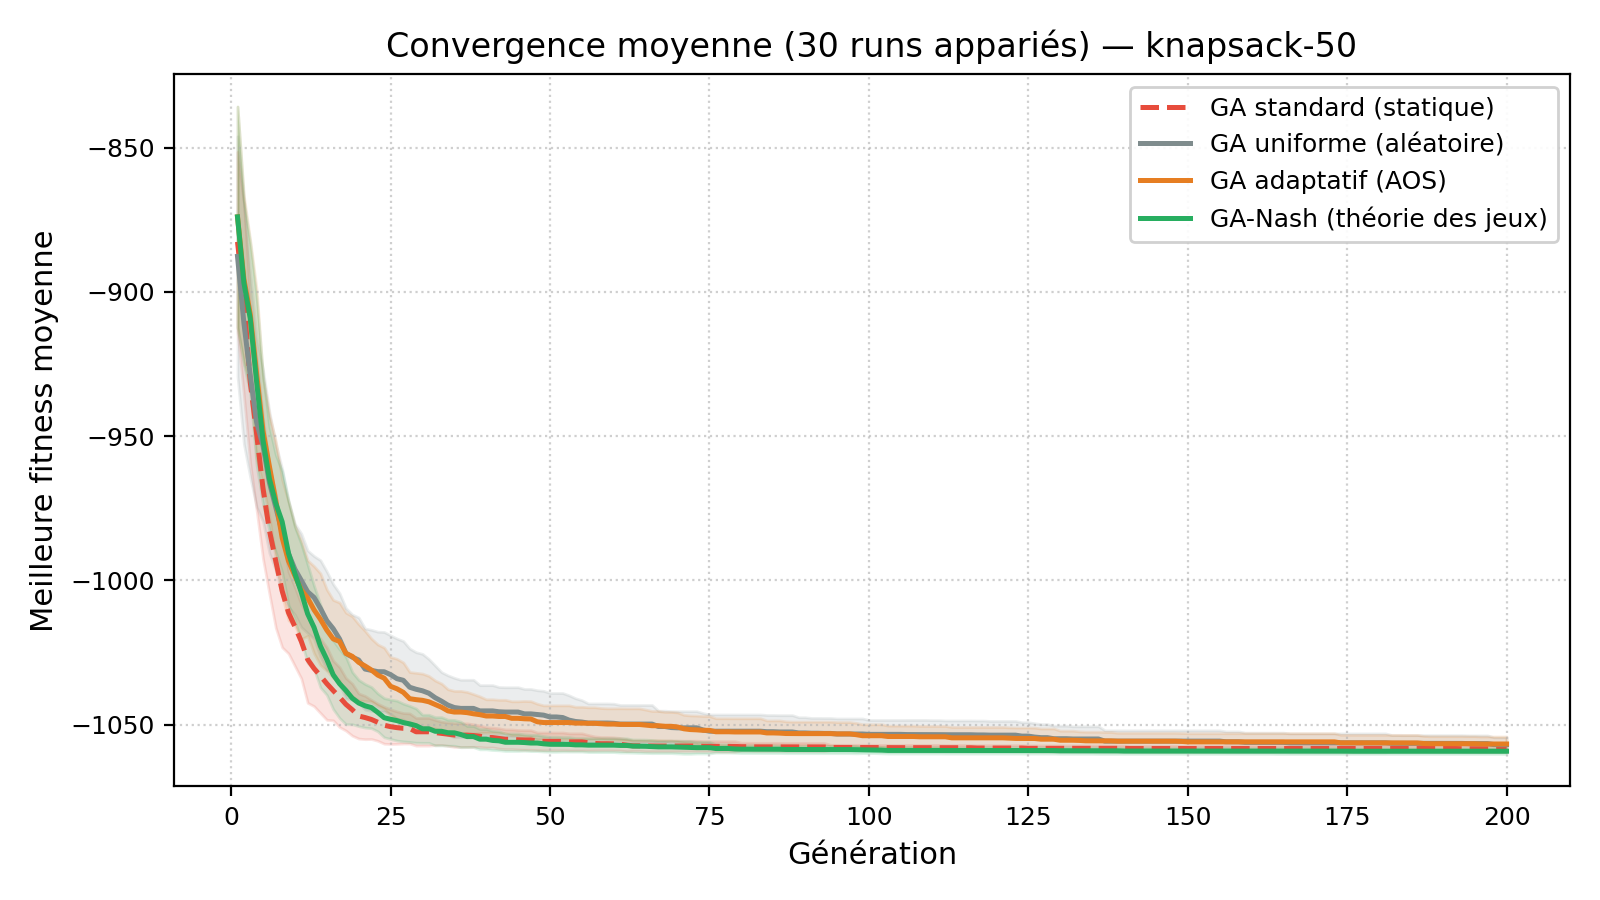 Convergence moyenne (30 runs appariés) — knapsack-50
GA standard (statique)
GA uniforme (aléatoire)
GA adaptatif (AOS)
GA-Nash (théorie des jeux)
Meilleure fitness moyenne
−850
−900
−950
−1000
−1050
0 25 50 75 100 125 150 175 200
Génération